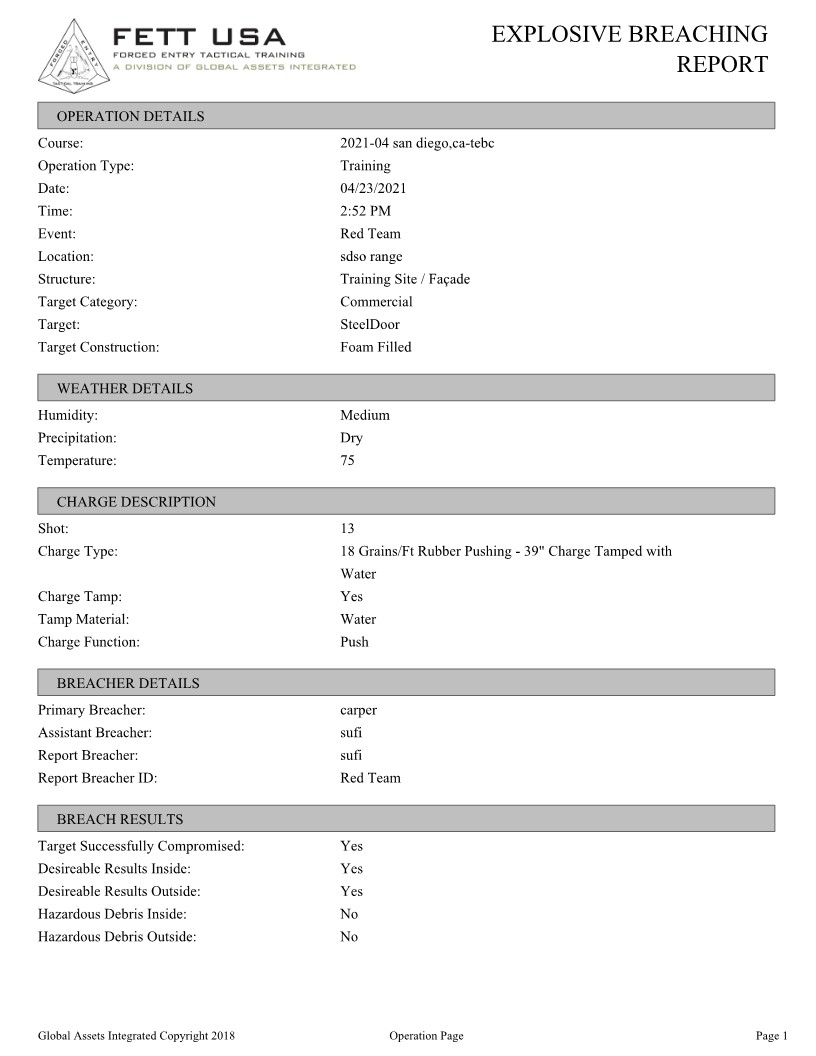 FORCED ENTRY
TACTICAL TRAINING
FETT USA
FORCED ENTRY TACTICAL TRAINING
A DIVISION OF GLOBAL ASSETS INTEGRATED
EXPLOSIVE BREACHING
REPORT
OPERATION DETAILS
Course: 2021-04 san diego,ca-tebc
Operation Type: Training
Date: 04/23/2021
Time: 2:52 PM
Event: Red Team
Location: sdso range
Structure: Training Site / Façade
Target Category: Commercial
Target: SteelDoor
Target Construction: Foam Filled
WEATHER DETAILS
Humidity: Medium
Precipitation: Dry
Temperature: 75
CHARGE DESCRIPTION
Shot: 13
Charge Type: 18 Grains/Ft Rubber Pushing - 39" Charge Tamped with
Water
Charge Tamp: Yes
Tamp Material: Water
Charge Function: Push
BREACHER DETAILS
Primary Breacher: carper
Assistant Breacher: sufi
Report Breacher: sufi
Report Breacher ID: Red Team
BREACH RESULTS
Target Successfully Compromised: Yes
Desireable Results Inside: Yes
Desireable Results Outside: Yes
Hazardous Debris Inside: No
Hazardous Debris Outside: No
Global Assets Integrated Copyright 2018 Operation Page Page 1